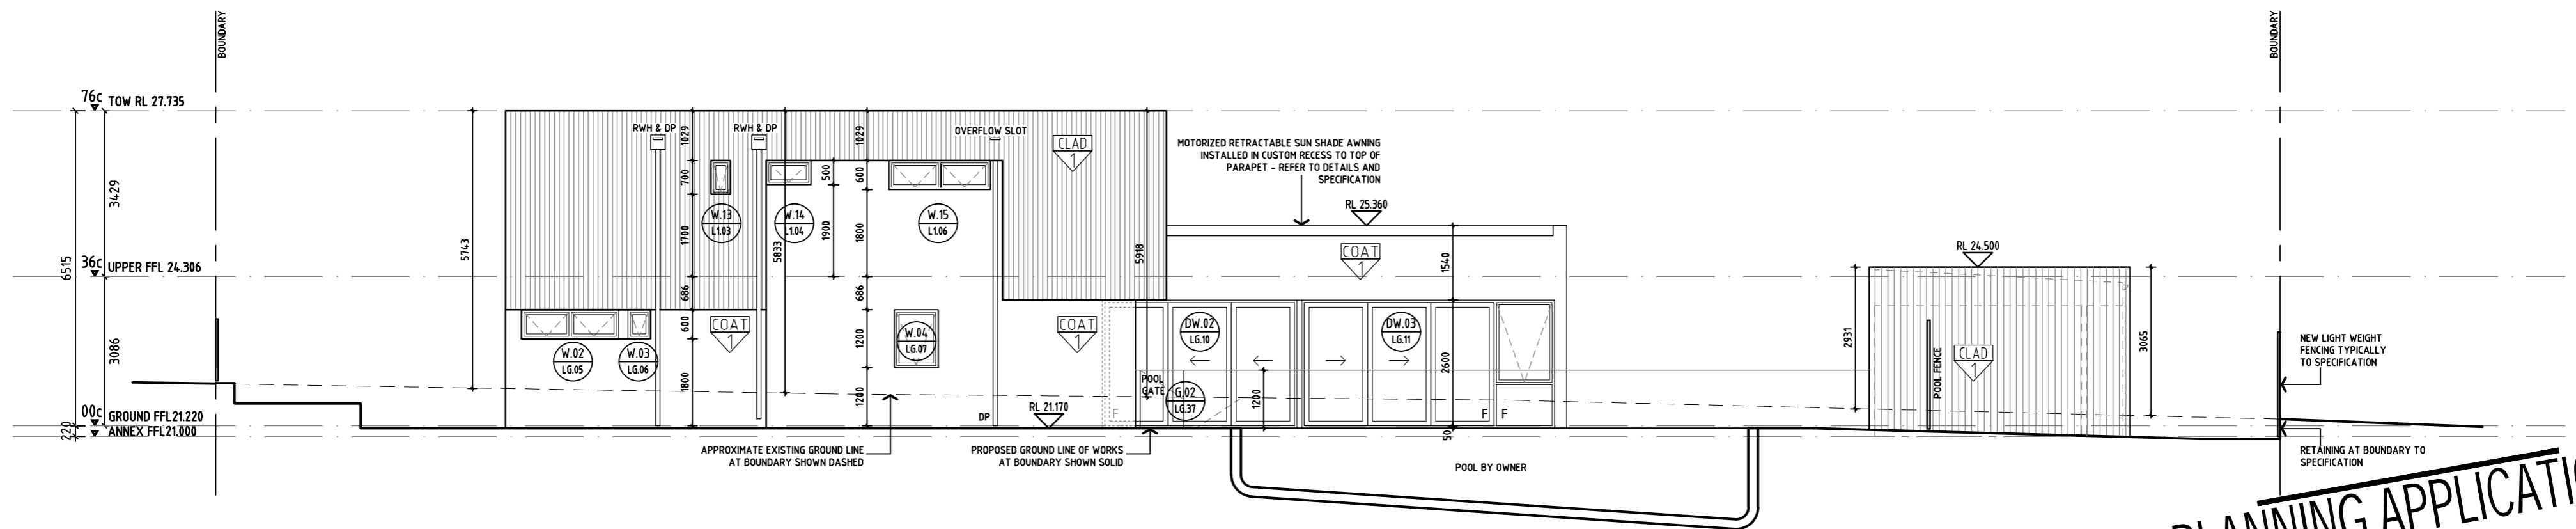 BOUNDARY
BOUNDARY
76c TOW RL 27.735
36c UPPER FFL 24.306
00c GROUND FFL21.220
ANNEX FFL21.000
6515
220
3429
3086
5743
RWH & DP
RWH & DP
OVERFLOW SLOT
CLAD
1
1029
700
1700
686
600
1800
5833
500
1900
1029
600
1800
686
1200
1200
5918
W.13
L1.03
W.14
L1.04
W.15
L1.06
W.02
LG.05
W.03
LG.06
COAT
1
W.04
LG.07
COAT
1
DP
RL 21.170
APPROXIMATE EXISTING GROUND LINE
AT BOUNDARY SHOWN DASHED
PROPOSED GROUND LINE OF WORKS
AT BOUNDARY SHOWN SOLID
MOTORIZED RETRACTABLE SUN SHADE AWNING
INSTALLED IN CUSTOM RECESS TO TOP OF
PARAPET - REFER TO DETAILS AND
SPECIFICATION
RL 25.360
COAT
1
1540
2600
50
DW.02
LG.10
DW.03
LG.11
POOL
GATE
G.02
LG.37
1200
F
F
F
POOL BY OWNER
RL 24.500
2931
3065
POOL FENCE
CLAD
1
NEW LIGHT WEIGHT
FENCING TYPICALLY
TO SPECIFICATION
RETAINING AT BOUNDARY TO
SPECIFICATION
PLANNING APPLICATIO